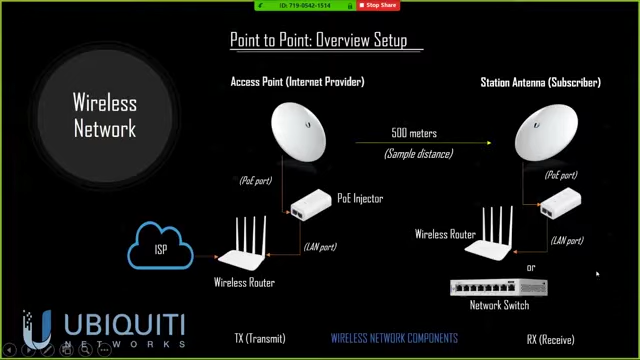 ID: 719-0542-1514
Stop Share
Point to Point: Overview Setup
Wireless
Network
Access Point (Internet Provider)
Station Antenna (Subscriber)
500 meters
(Sample distance)
(PoE port)
(PoE port)
PoE Injector
(LAN port)
(LAN port)
ISP
Wireless Router
Wireless Router
or
Network Switch
UBIQUITI
NETWORKS
TX (Transmit)
WIRELESS NETWORK COMPONENTS
RX (Receive)